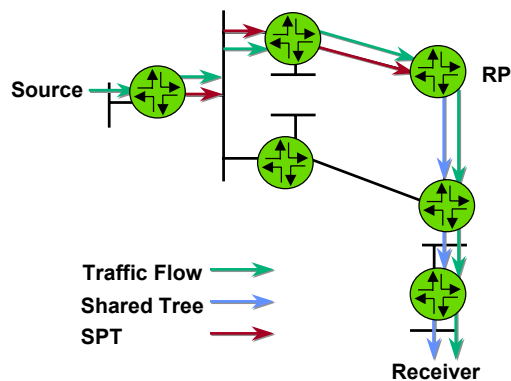 Source
RP
Traffic Flow
Shared Tree
SPT
Receiver